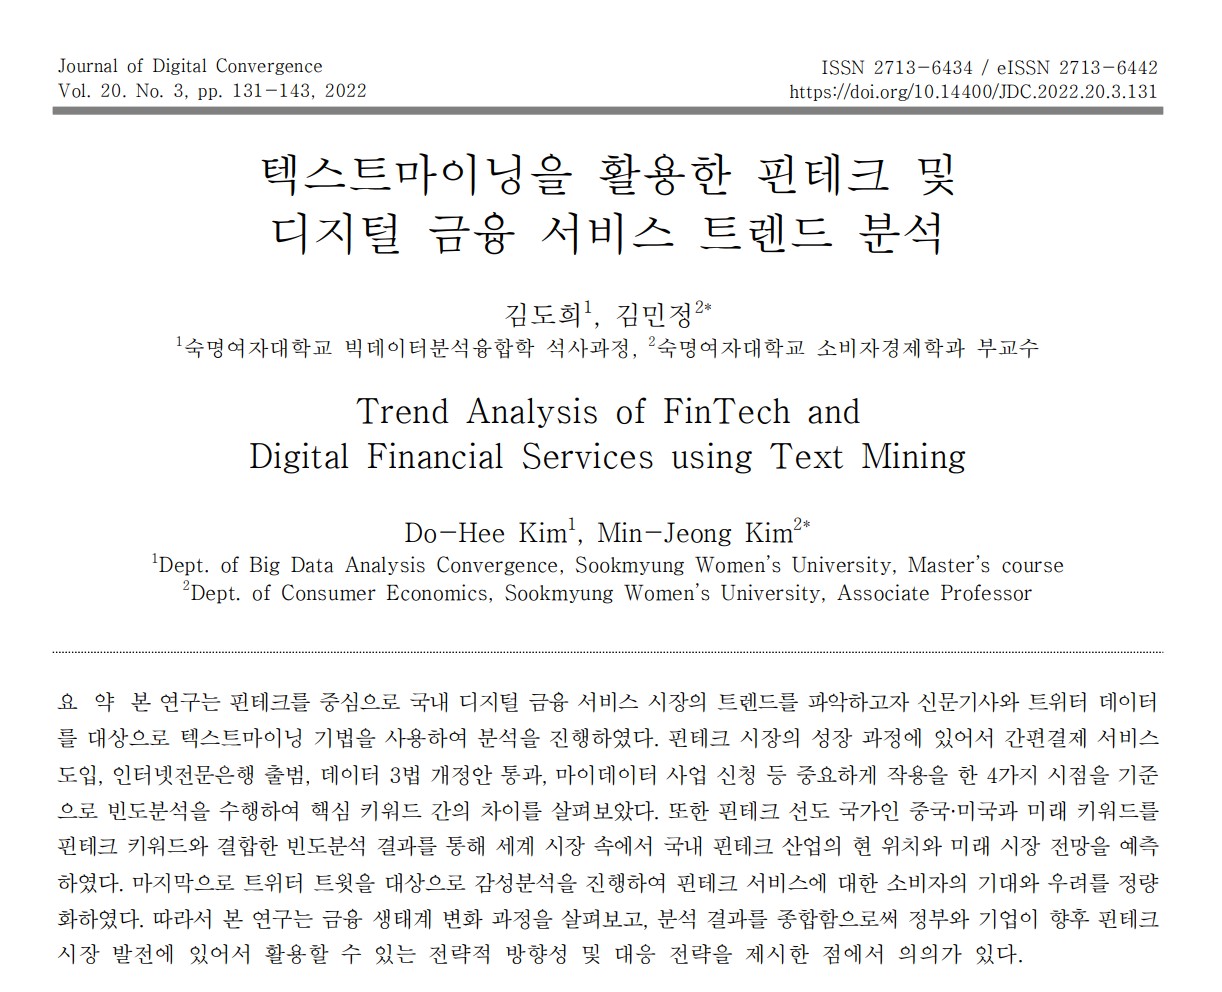 Journal of Digital Convergence
Vol. 20. No. 3, pp. 131-143, 2022
ISSN 2713-6434 / eISSN 2713-6442
https://doi.org/10.14400/JDC.2022.20.3.131
텍스트마이닝을 활용한 핀테크 및
디지털 금융 서비스 트렌드 분석
김도희1, 김민정2*
1숙명여자대학교 빅데이터분석융합학 석사과정, 2숙명여자대학교 소비자경제학과 부교수
Trend Analysis of FinTech and
Digital Financial Services using Text Mining
Do-Hee Kim1, Min-Jeong Kim2*
1Dept. of Big Data Analysis Convergence, Sookmyung Women's University, Master's course
2Dept. of Consumer Economics, Sookmyung Women's University, Associate Professor
요 약 본 연구는 핀테크를 중심으로 국내 디지털 금융 서비스 시장의 트렌드를 파악하고자 신문기사와 트위터 데이터
를 대상으로 텍스트마이닝 기법을 사용하여 분석을 진행하였다. 핀테크 시장의 성장 과정에 있어서 간편결제 서비스
도입, 인터넷전문은행 출범, 데이터 3법 개정안 통과, 마이데이터 사업 신청 등 중요하게 작용을 한 4가지 시점을 기준
으로 빈도분석을 수행하여 핵심 키워드 간의 차이를 살펴보았다. 또한 핀테크 선도 국가인 중국·미국과 미래 키워드를
핀테크 키워드와 결합한 빈도분석 결과를 통해 세계 시장 속에서 국내 핀테크 산업의 현 위치와 미래 시장 전망을 예측
하였다. 마지막으로 트위터 트윗을 대상으로 감성분석을 진행하여 핀테크 서비스에 대한 소비자의 기대와 우려를 정량
화하였다. 따라서 본 연구는 금융 생태계 변화 과정을 살펴보고, 분석 결과를 종합함으로써 정부와 기업이 향후 핀테크
시장 발전에 있어서 활용할 수 있는 전략적 방향성 및 대응 전략을 제시한 점에서 의의가 있다.